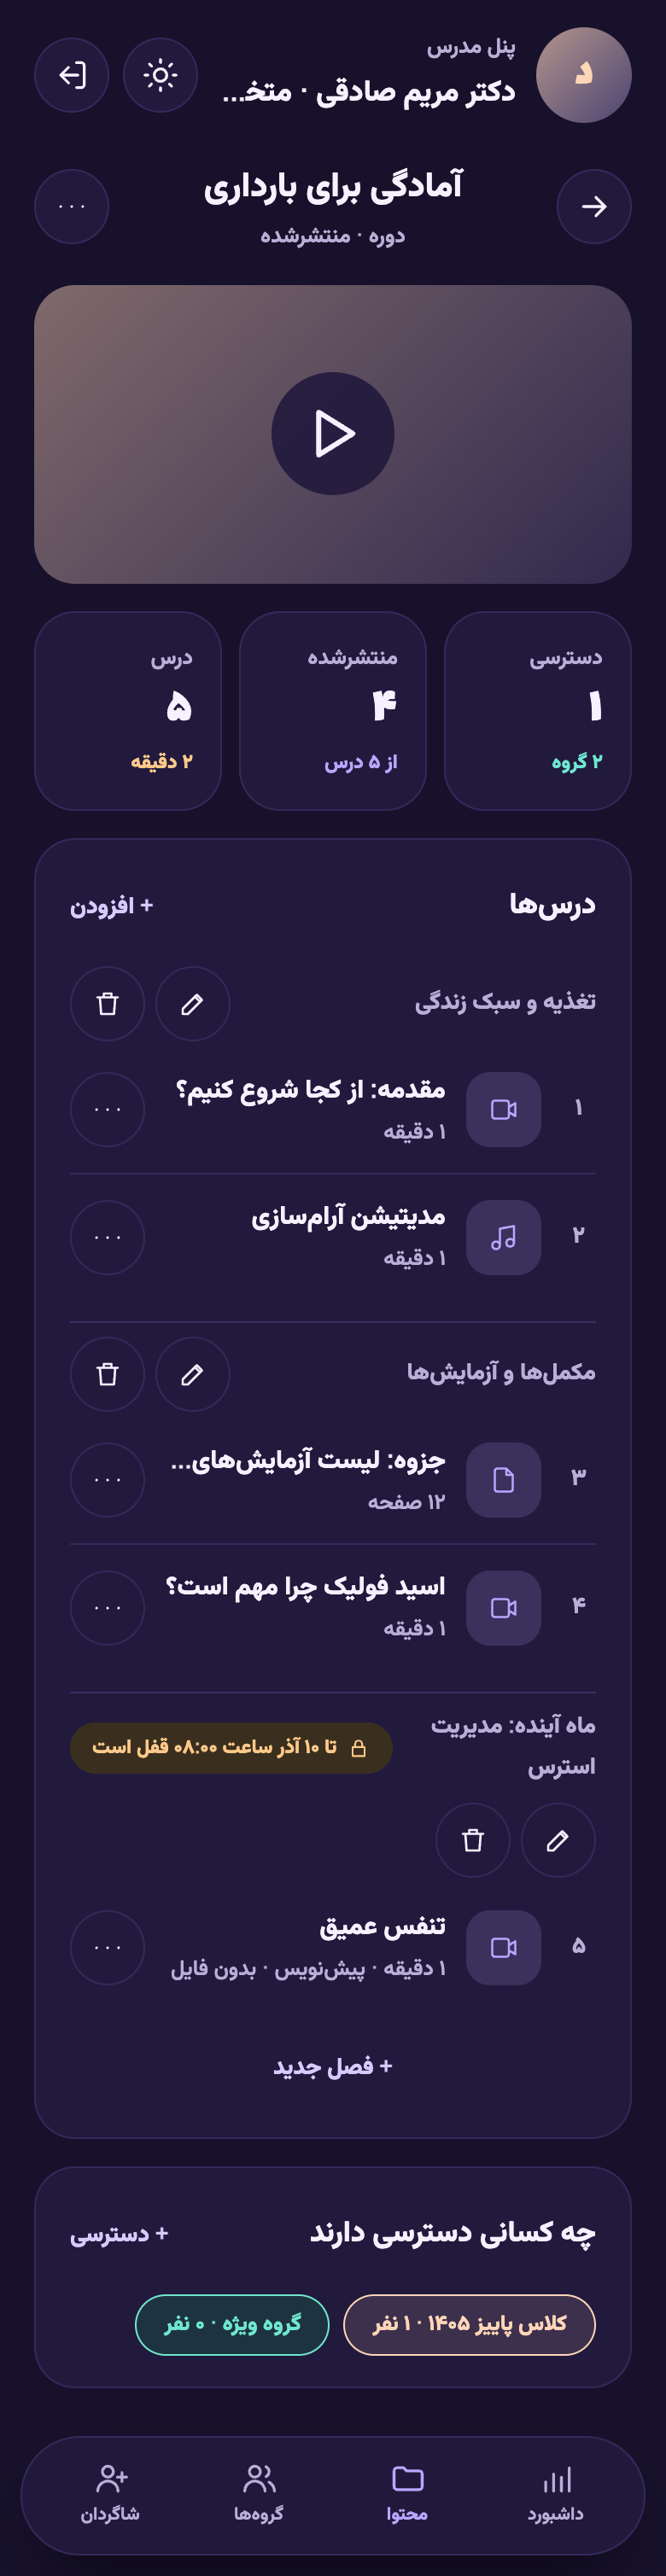 د
پنل مدرس
دکتر مریم صادقی · متخ...
آمادگی برای بارداری
دوره · منتشرشده
دسترسی
۱
۲ گروه
منتشرشده
۴
از ۵ درس
درس
۵
۲ دقیقه
درس‌ها
+ افزودن
تغذیه و سبک زندگی
۱
مقدمه: از کجا شروع کنیم؟
۱ دقیقه
۲
مدیتیشن آرام‌سازی
۱ دقیقه
مکمل‌ها و آزمایش‌ها
۳
جزوه: لیست آزمایش‌های...
۱۲ صفحه
۴
اسید فولیک چرا مهم است؟
۱ دقیقه
ماه آینده: مدیریت
استرس
تا ۱۰ آذر ساعت ۰۸:۰۰ قفل است
۵
تنفس عمیق
۱ دقیقه · پیش‌نویس · بدون فایل
+ فصل جدید
چه کسانی دسترسی دارند
+ دسترسی
کلاس پاییز ۱۴۰۵ · ۱ نفر
گروه ویژه · ۰ نفر
داشبورد
محتوا
گروه‌ها
شاگردان